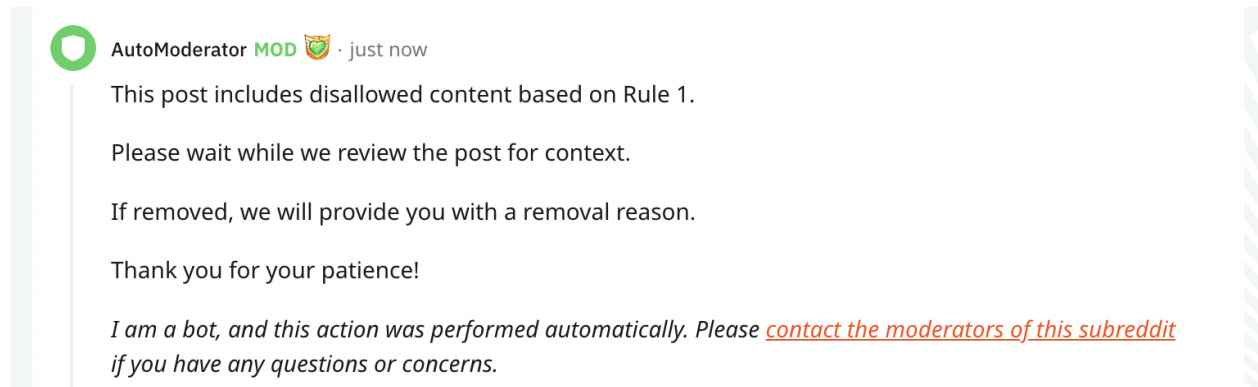 AutoModerator MOD · just now
This post includes disallowed content based on Rule 1.
Please wait while we review the post for context.
If removed, we will provide you with a removal reason.
Thank you for your patience!
I am a bot, and this action was performed automatically. Please contact the moderators of this subreddit
if you have any questions or concerns.